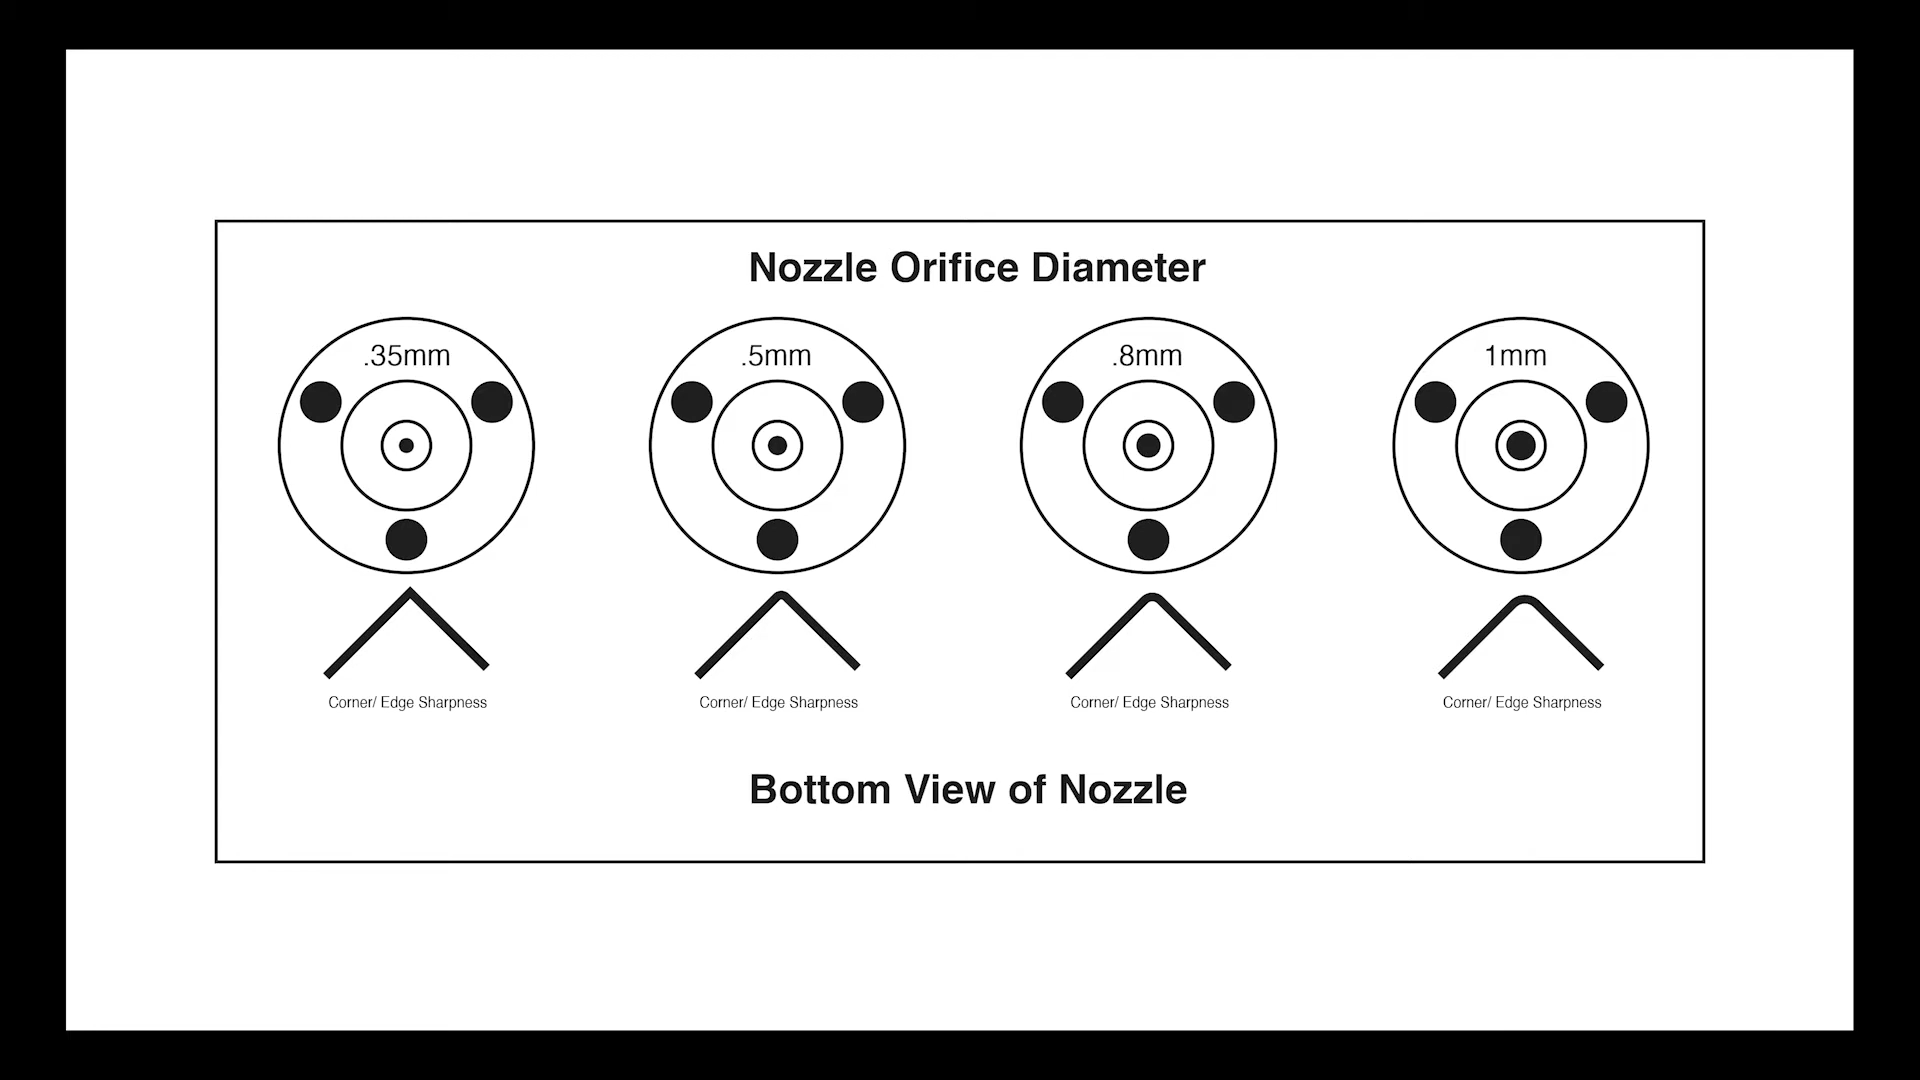 Nozzle Orifice Diameter
.35mm
.5mm
.8mm
1mm
Corner/ Edge Sharpness
Corner/ Edge Sharpness
Corner/ Edge Sharpness
Corner/ Edge Sharpness
Bottom View of Nozzle